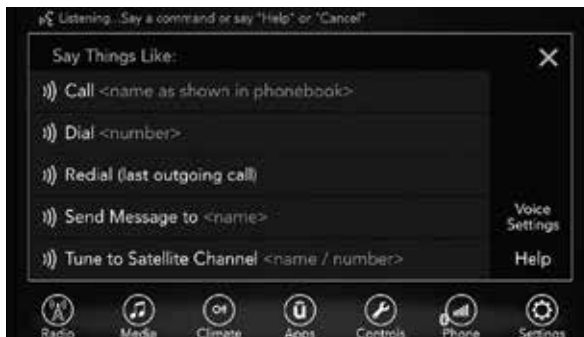 Listening...Say a command or say "Help" or "Cancel"
Say Things Like:
Call <name as shown in phonebook>
Dial <number>
Redial (last outgoing call)
Send Message to <name>
Tune to Satellite Channel <name / number>
Voice
Settings
Help
Off
ū
Radio Media Climate Apps Controls Phone Settings